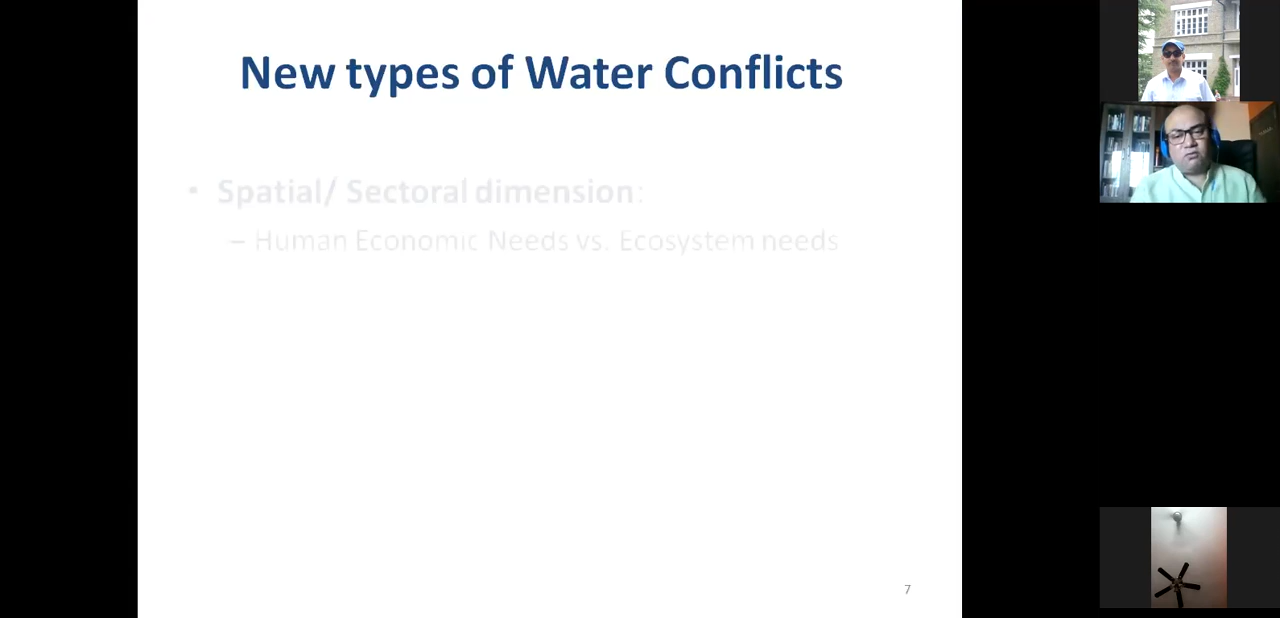 New types of Water Conflicts
• Spatial/ Sectoral dimension:
– Human Economic Needs vs. Ecosystem needs
7